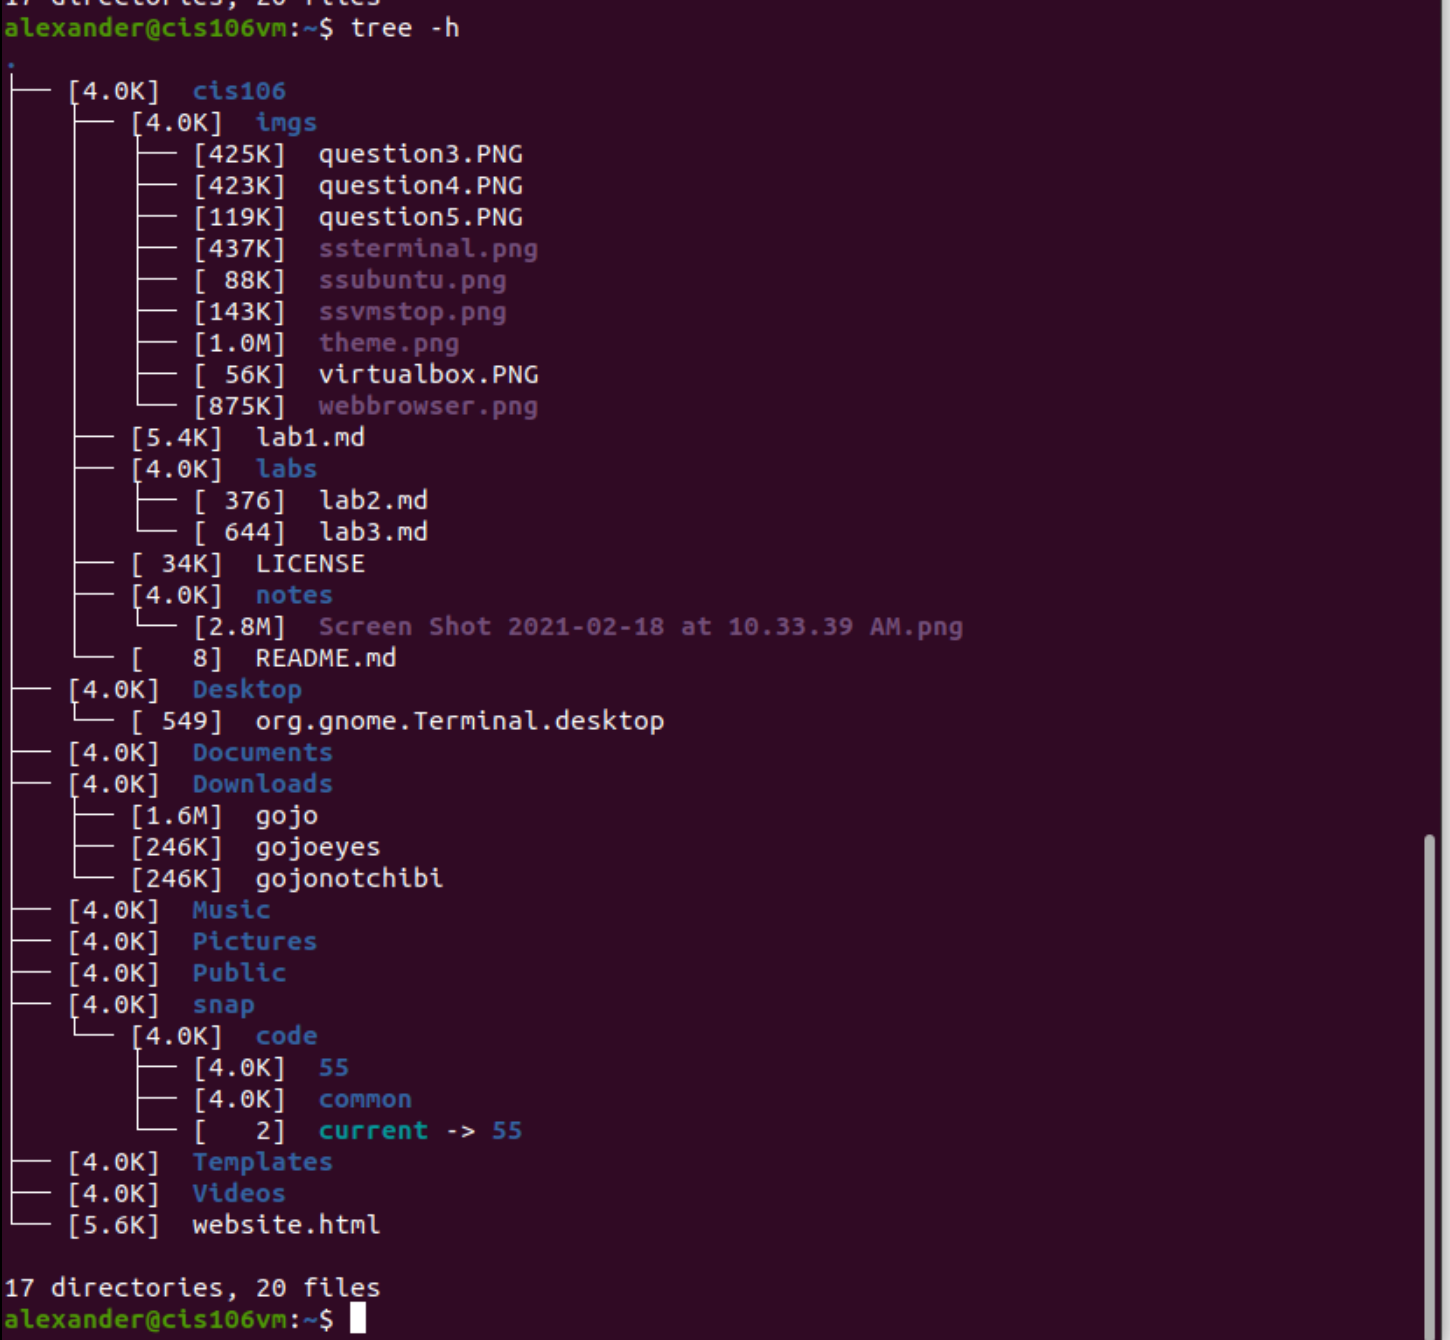 17 directories, 20 files
alexander@cis106vm:~$ tree -h
.
├── [4.0K]  cis106
│   ├── [4.0K]  imgs
│   │   ├── [425K]  question3.PNG
│   │   ├── [423K]  question4.PNG
│   │   ├── [119K]  question5.PNG
│   │   ├── [437K]  ssterminal.png
│   │   ├── [ 88K]  ssubuntu.png
│   │   ├── [143K]  ssvmstop.png
│   │   ├── [1.0M]  theme.png
│   │   ├── [ 56K]  virtualbox.PNG
│   │   └── [875K]  webbrowser.png
│   ├── [5.4K]  lab1.md
│   ├── [4.0K]  labs
│   │   ├── [ 376]  lab2.md
│   │   └── [ 644]  lab3.md
│   ├── [ 34K]  LICENSE
│   ├── [4.0K]  notes
│   │   └── [2.8M]  Screen Shot 2021-02-18 at 10.33.39 AM.png
│   └── [   8]  README.md
├── [4.0K]  Desktop
│   └── [ 549]  org.gnome.Terminal.desktop
├── [4.0K]  Documents
├── [4.0K]  Downloads
│   ├── [1.6M]  gojo
│   ├── [246K]  gojoeyes
│   └── [246K]  gojonotchibi
├── [4.0K]  Music
├── [4.0K]  Pictures
├── [4.0K]  Public
├── [4.0K]  snap
│   └── [4.0K]  code
│       ├── [4.0K]  55
│       ├── [4.0K]  common
│       └── [   2]  current -> 55
├── [4.0K]  Templates
├── [4.0K]  Videos
└── [5.6K]  website.html
17 directories, 20 files
alexander@cis106vm:~$